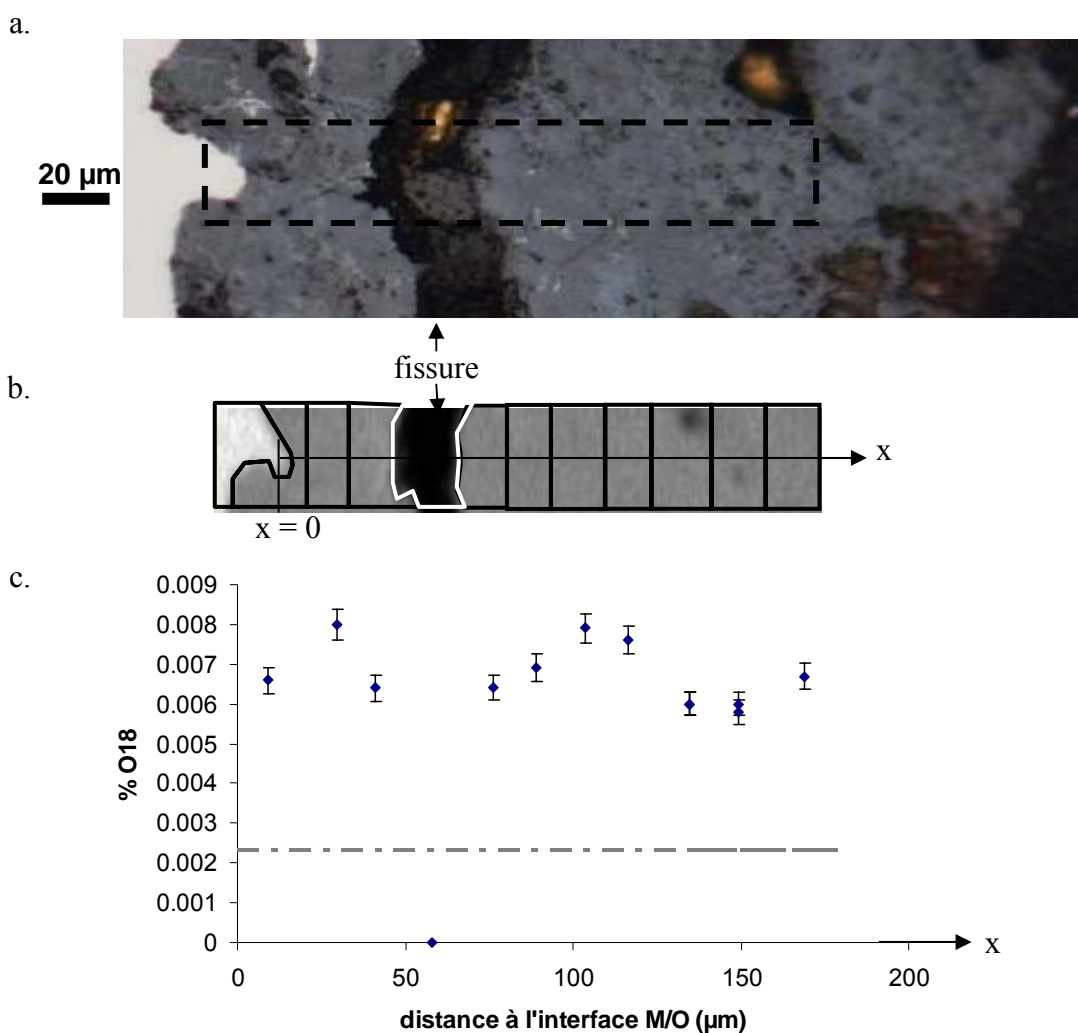 a.
20 µm
fissure
b.
x
x = 0
c.
0.009
0.008
0.007
0.006
0.005
0.004
0.003
0.002
0.001
0
% O18
x
0 50 100 150 200
distance à l'interface M/O (µm)